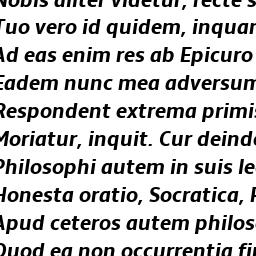 Nobis aliter videtur, recte s
Tuo vero id quidem, inquam
Ad eas enim res ab Epicuro
Eadem nunc mea adversum
Respondent extrema primis
Moriatur, inquit. Cur deinde
Philosophi autem in suis le
Honesta oratio, Socratica, P
Apud ceteros autem philos
Quod ea non occurrentia fi